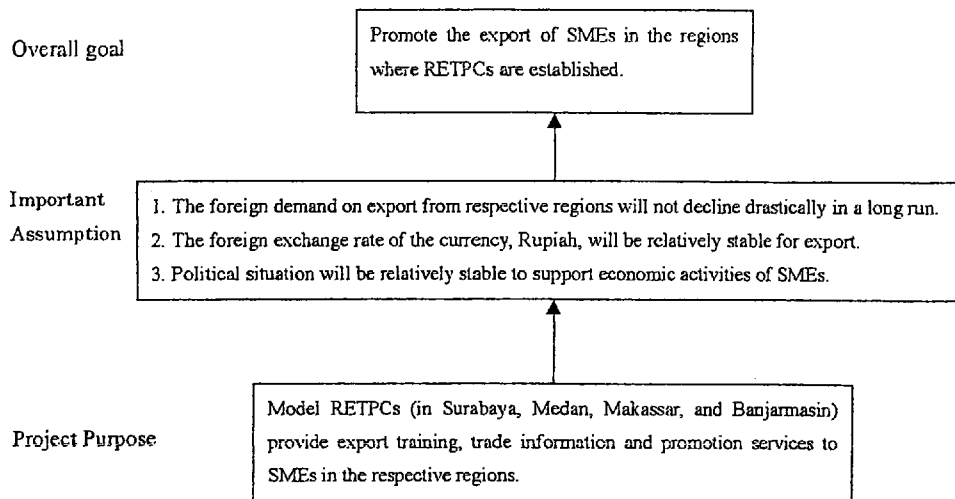 Overall goal
Promote the export of SMEs in the regions
where RETPCs are established.
Important
Assumption
1. The foreign demand on export from respective regions will not decline drastically in a long run.
2. The foreign exchange rate of the currency, Rupiah, will be relatively stable for export.
3. Political situation will be relatively stable to support economic activities of SMEs.
Project Purpose
Model RETPCs (in Surabaya, Medan, Makassar, and Banjarmasin)
provide export training, trade information and promotion services to
SMEs in the respective regions.